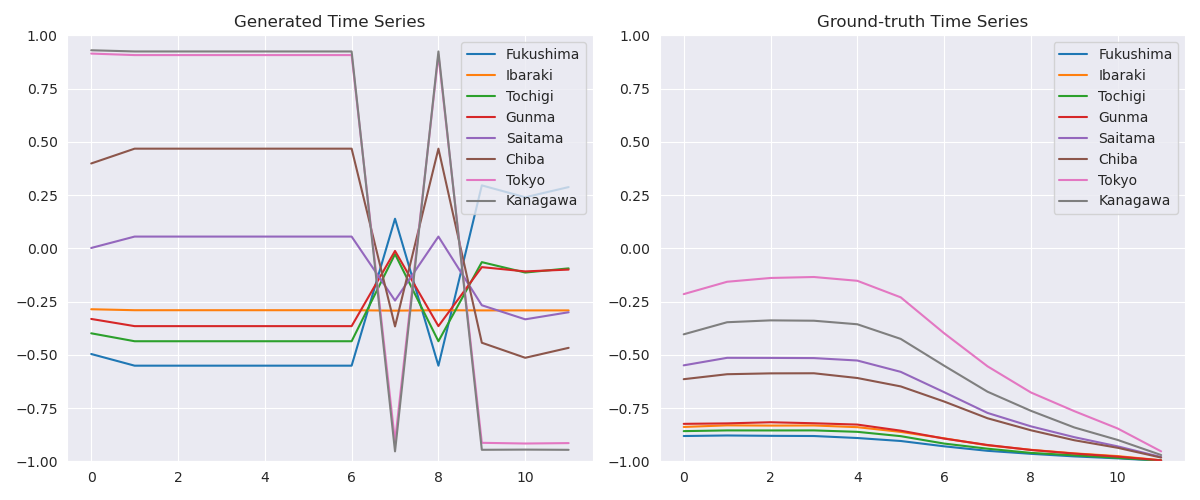 Generated Time Series
1.00
0.75
0.50
0.25
0.00
−0.25
−0.50
−0.75
−1.00
0 2 4 6 8 10
Fukushima
Ibaraki
Tochigi
Gunma
Saitama
Chiba
Tokyo
Kanagawa
Ground-truth Time Series
1.00
0.75
0.50
0.25
0.00
−0.25
−0.50
−0.75
−1.00
0 2 4 6 8 10
Fukushima
Ibaraki
Tochigi
Gunma
Saitama
Chiba
Tokyo
Kanagawa